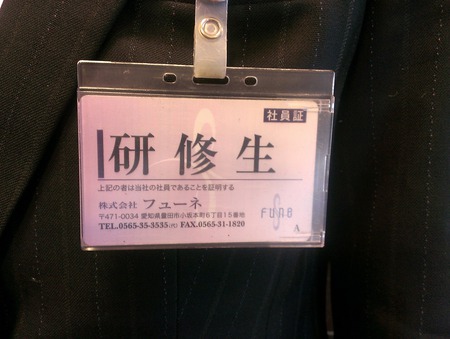 社員証
研修生
上記の者は当社の社員であることを証明する
株式会社 フューネ
〒471-0034 愛知県豊田市小坂本町6丁目15番地
TEL.0565-35-3535(代) FAX.0565-31-1820
FUNB
A